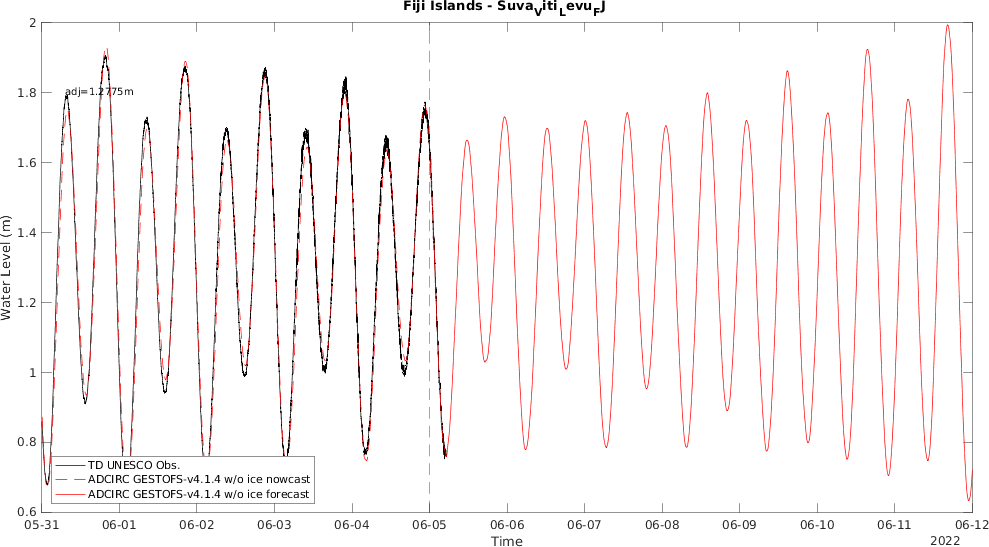 Fiji Islands - SuvaVitiLevuFJ
2
1.8
1.6
1.4
1.2
1
0.8
0.6
Water Level (m)
adj=1.2775m
TD UNESCO Obs.
ADCIRC GESTOFS-v4.1.4 w/o ice nowcast
ADCIRC GESTOFS-v4.1.4 w/o ice forecast
05-31 06-01 06-02 06-03 06-04 06-05 06-06 06-07 06-08 06-09 06-10 06-11 06-12
Time
2022